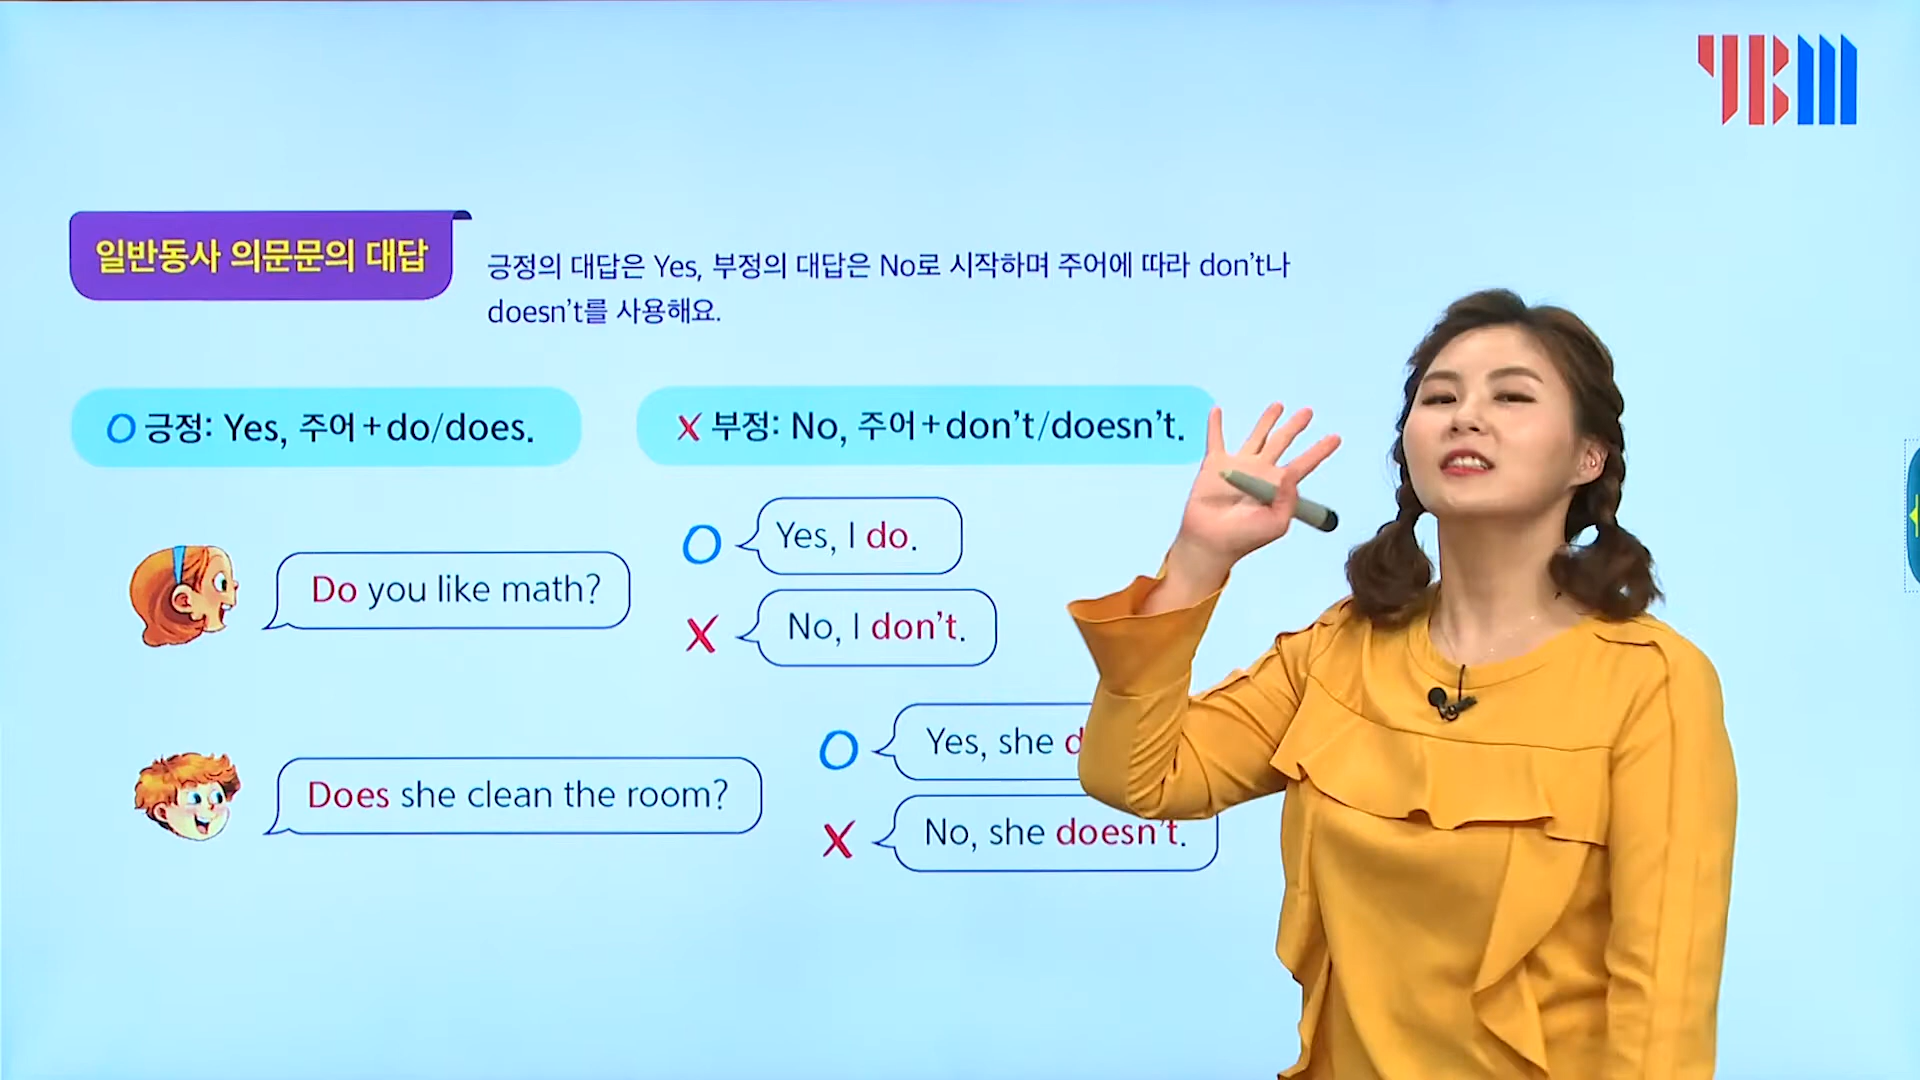 YBM
일반동사 의문문의 대답
긍정의 대답은 Yes, 부정의 대답은 No로 시작하며 주어에 따라 don't나
doesn't를 사용해요.
O 긍정: Yes, 주어+do/does.
X 부정: No, 주어+don't/doesn't.
Do you like math?
O Yes, I do.
X No, I don't.
Does she clean the room?
O Yes, she
X No, she doesn't.